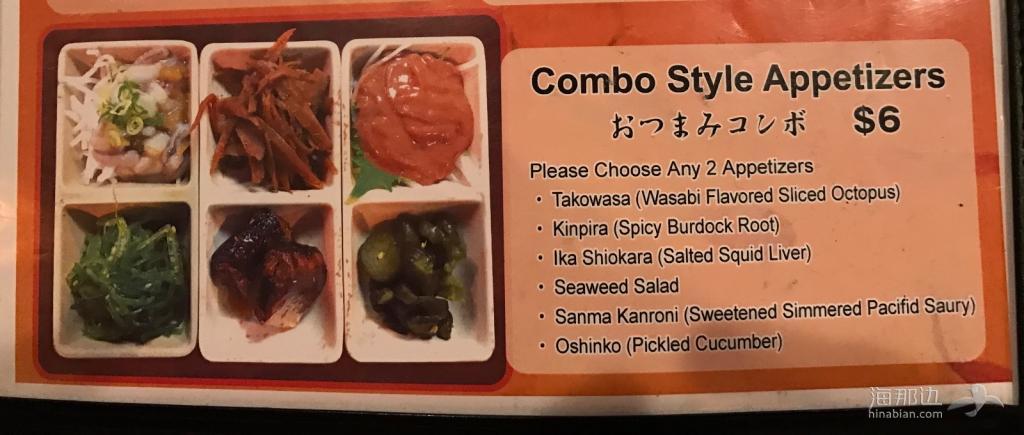 Combo Style Appetizers
おつまみコンボ $6
Please Choose Any 2 Appetizers
・ Takowasa (Wasabi Flavored Sliced Octopus)
・ Kinpira (Spicy Burdock Root)
・ Ika Shiokara (Salted Squid Liver)
・ Seaweed Salad
・ Sanma Kanroni (Sweetened Simmered Pacifid Saury)
・ Oshinko (Pickled Cucumber)
海那边
hinabian.com